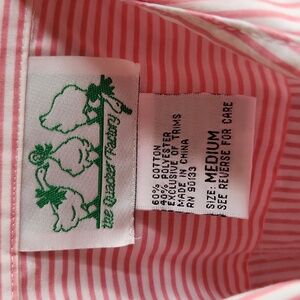 the Quacker Factory
60% COTTON
40% POLYESTER
EXCLUSIVE OF TRIMS
MADE IN CHINA
RN 90133
SIZE: MEDIUM
SEE REVERSE FOR CARE